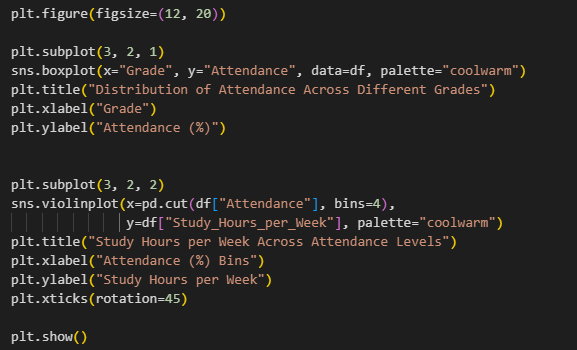 plt.figure(figsize=(12, 20))
plt.subplot(3, 2, 1)
sns.boxplot(x="Grade", y="Attendance", data=df, palette="coolwarm")
plt.title("Distribution of Attendance Across Different Grades")
plt.xlabel("Grade")
plt.ylabel("Attendance (%)")
plt.subplot(3, 2, 2)
sns.violinplot(x=pd.cut(df["Attendance"], bins=4),
y=df["Study_Hours_per_Week"], palette="coolwarm")
plt.title("Study Hours per Week Across Attendance Levels")
plt.xlabel("Attendance (%) Bins")
plt.ylabel("Study Hours per Week")
plt.xticks(rotation=45)
plt.show()